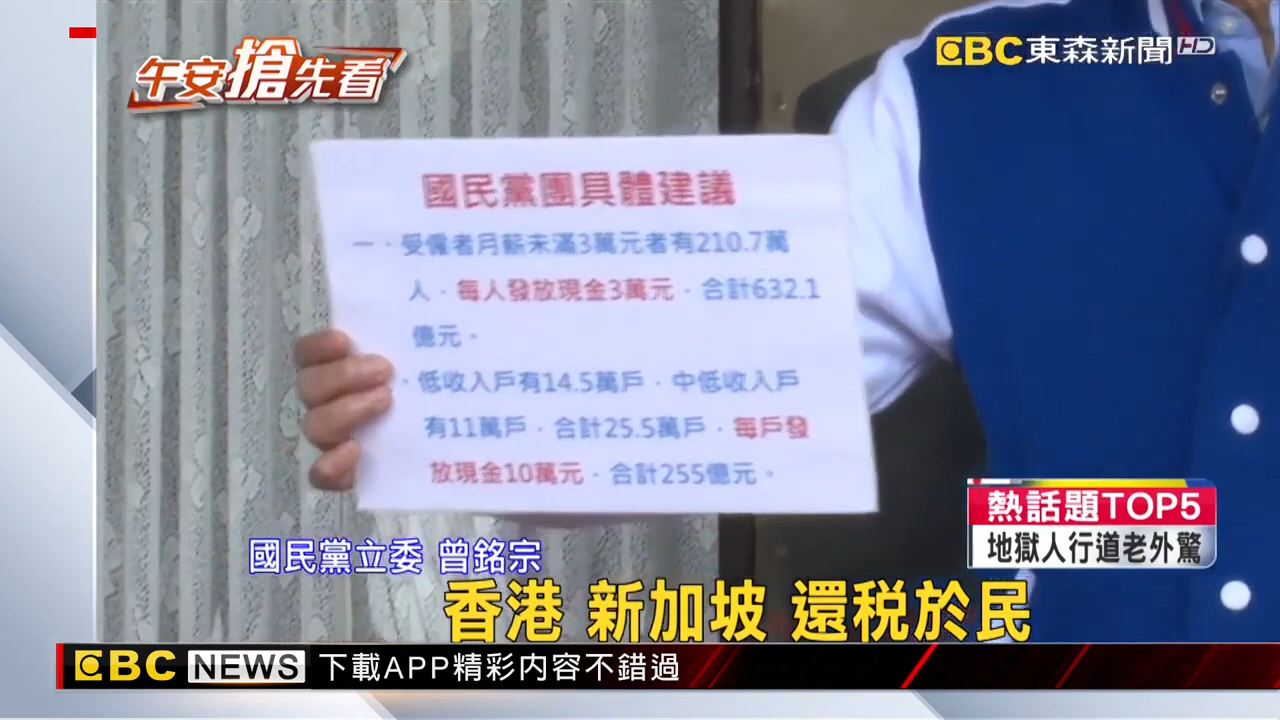 午安搶先看
EBC東森新聞HD
國民黨團具體建議
一、受僱者月薪未滿3萬元者有210.7萬
人，每人發放現金3萬元，合計632.1
億元。
低收入戶有14.5萬戶，中低收入戶
有11萬戶，合計25.5萬戶，每戶發
放現金10萬元，合計255億元。
熱話題TOP5
地獄人行道老外驚
國民黨立委 曾銘宗
香港 新加坡 還稅於民
EBC NEWS 下載APP精彩內容不錯過